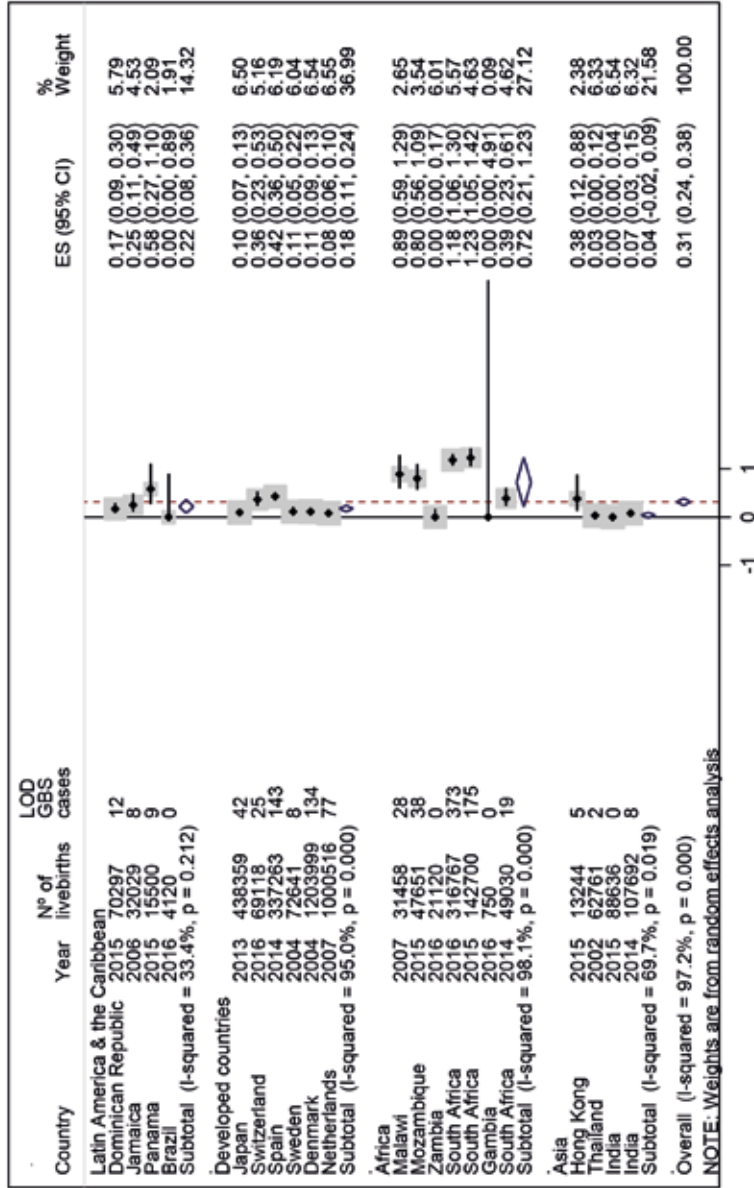 LOD
Nº of GBS %
Country Year livebirths cases ES (95% CI) Weight
Latin America & the Caribbean
Dominican Republic 2015 70297 12 0.17 (0.09, 0.30) 5.79
Jamaica 2006 32029 8 0.25 (0.11, 0.49) 4.53
Panama 2015 15500 9 0.58 (0.27, 1.10) 2.09
Brazil 2016 4120 0 0.00 (0.00, 0.89) 1.91
Subtotal (I-squared = 33.4%, p = 0.212) 0.22 (0.08, 0.36) 14.32
Developed countries
Japan 2013 438359 42 0.10 (0.07, 0.13) 6.50
Switzerland 2016 69118 25 0.36 (0.23, 0.53) 5.16
Spain 2014 337263 143 0.42 (0.36, 0.50) 6.19
Sweden 2004 72641 8 0.11 (0.05, 0.22) 6.04
Denmark 2004 1203999 134 0.11 (0.09, 0.13) 6.54
Netherlands 2007 1000516 77 0.08 (0.06, 0.10) 6.55
Subtotal (I-squared = 95.0%, p = 0.000) 0.18 (0.11, 0.24) 36.99
Africa
Malawi 2007 31458 28 0.89 (0.59, 1.29) 2.65
Mozambique 2015 47651 38 0.80 (0.56, 1.09) 3.54
Zambia 2016 21120 0 0.00 (0.00, 0.17) 6.01
South Africa 2016 316767 373 1.18 (1.06, 1.30) 5.57
South Africa 2015 142700 175 1.23 (1.05, 1.42) 4.63
Gambia 2016 750 0 0.00 (0.00, 4.91) 0.09
South Africa 2014 49030 19 0.39 (0.23, 0.61) 4.62
Subtotal (I-squared = 98.1%, p = 0.000) 0.72 (0.21, 1.23) 27.12
Asia
Hong Kong 2015 13244 5 0.38 (0.12, 0.88) 2.38
Thailand 2002 62761 2 0.03 (0.00, 0.12) 6.33
India 2015 88636 0 0.00 (0.00, 0.04) 6.54
India 2014 107692 8 0.07 (0.03, 0.15) 6.32
Subtotal (I-squared = 69.7%, p = 0.019) 0.04 (-0.02, 0.09) 21.58
Overall (I-squared = 97.2%, p = 0.000) 0.31 (0.24, 0.38) 100.00
NOTE: Weights are from random effects analysis
-1 0 1